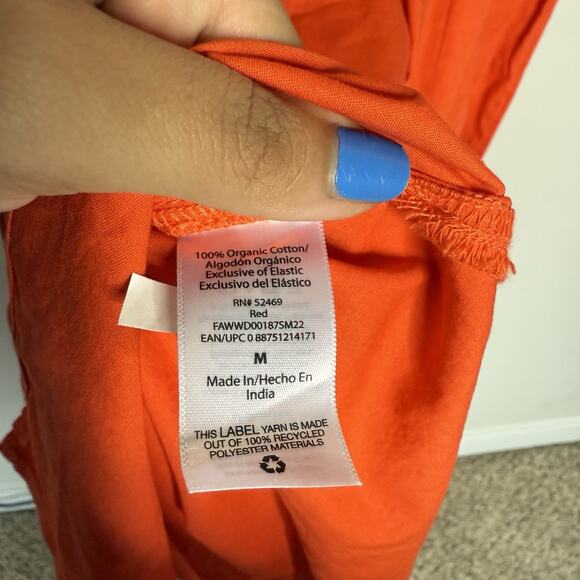 100% Organic Cotton/
Algodón Orgánico
Exclusive of Elastic
Exclusivo del Elástico
RN# 52469
Red
FAWWD00187SM22
EAN/UPC 0 88751214171
M
Made In/Hecho En
India
THIS LABEL YARN IS MADE
OUT OF 100% RECYCLED
POLYESTER MATERIALS